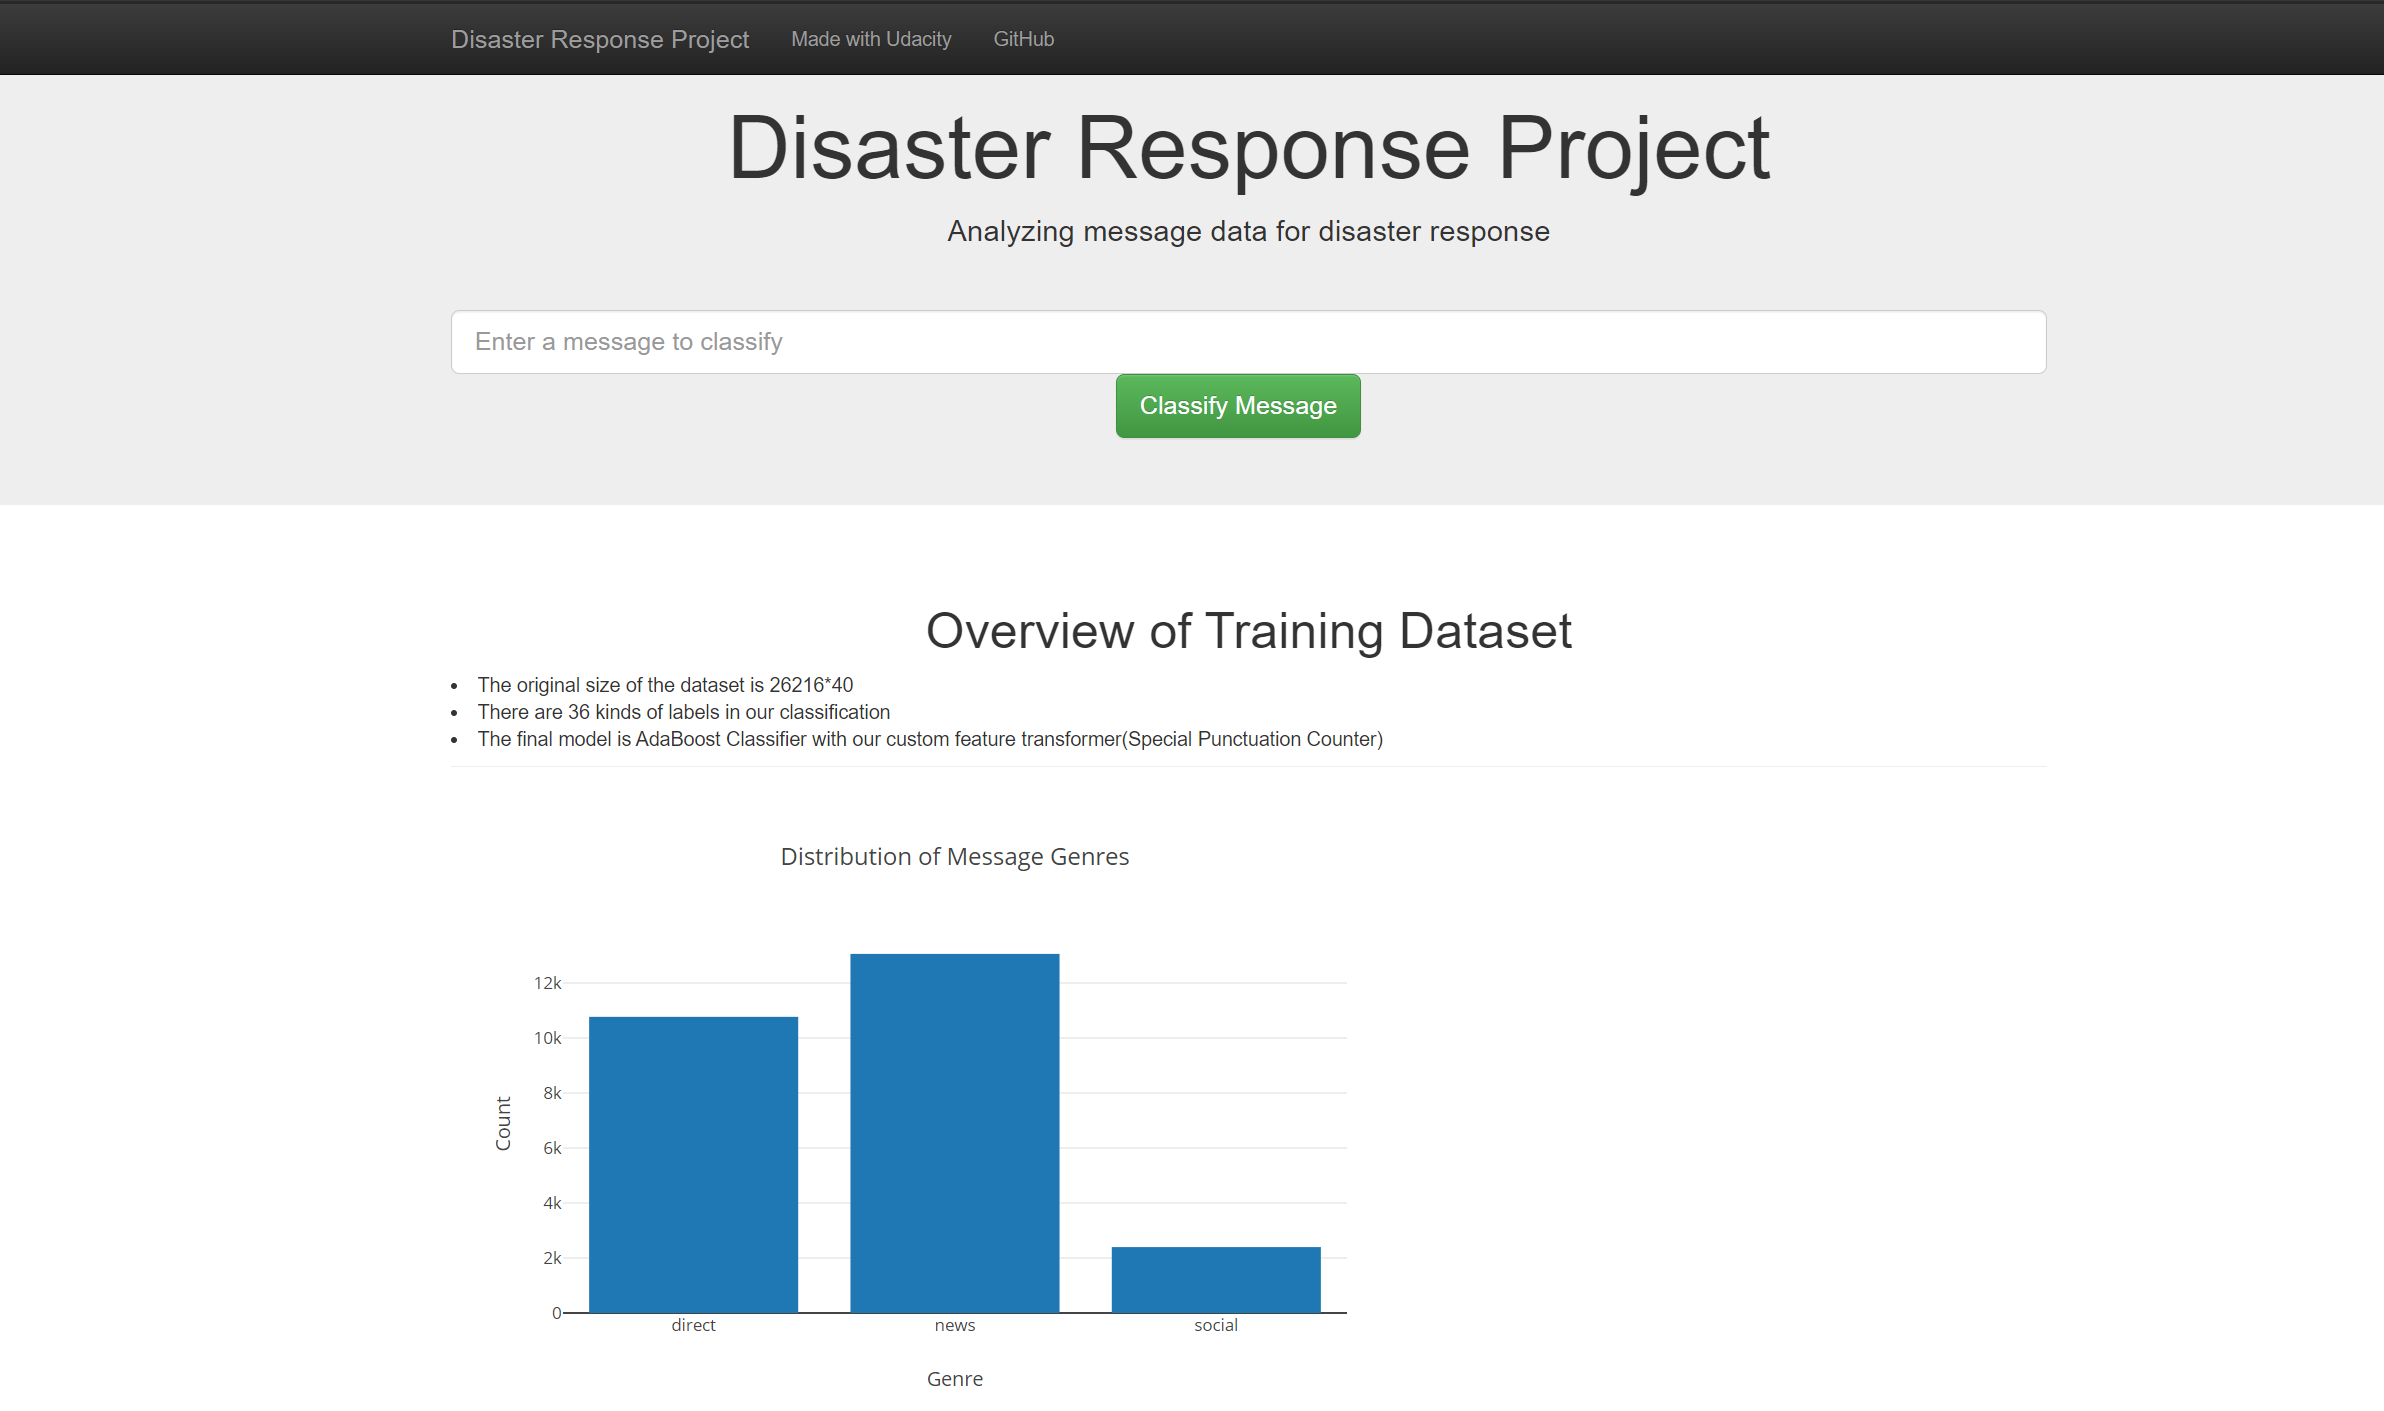 Disaster Response Project Made with Udacity GitHub
Disaster Response Project
Analyzing message data for disaster response
Enter a message to classify
Classify Message
Overview of Training Dataset
• The original size of the dataset is 26216*40
• There are 36 kinds of labels in our classification
• The final model is AdaBoost Classifier with our custom feature transformer(Special Punctuation Counter)
Distribution of Message Genres
12k
10k
8k
6k
4k
2k
0
Count
direct news social
Genre